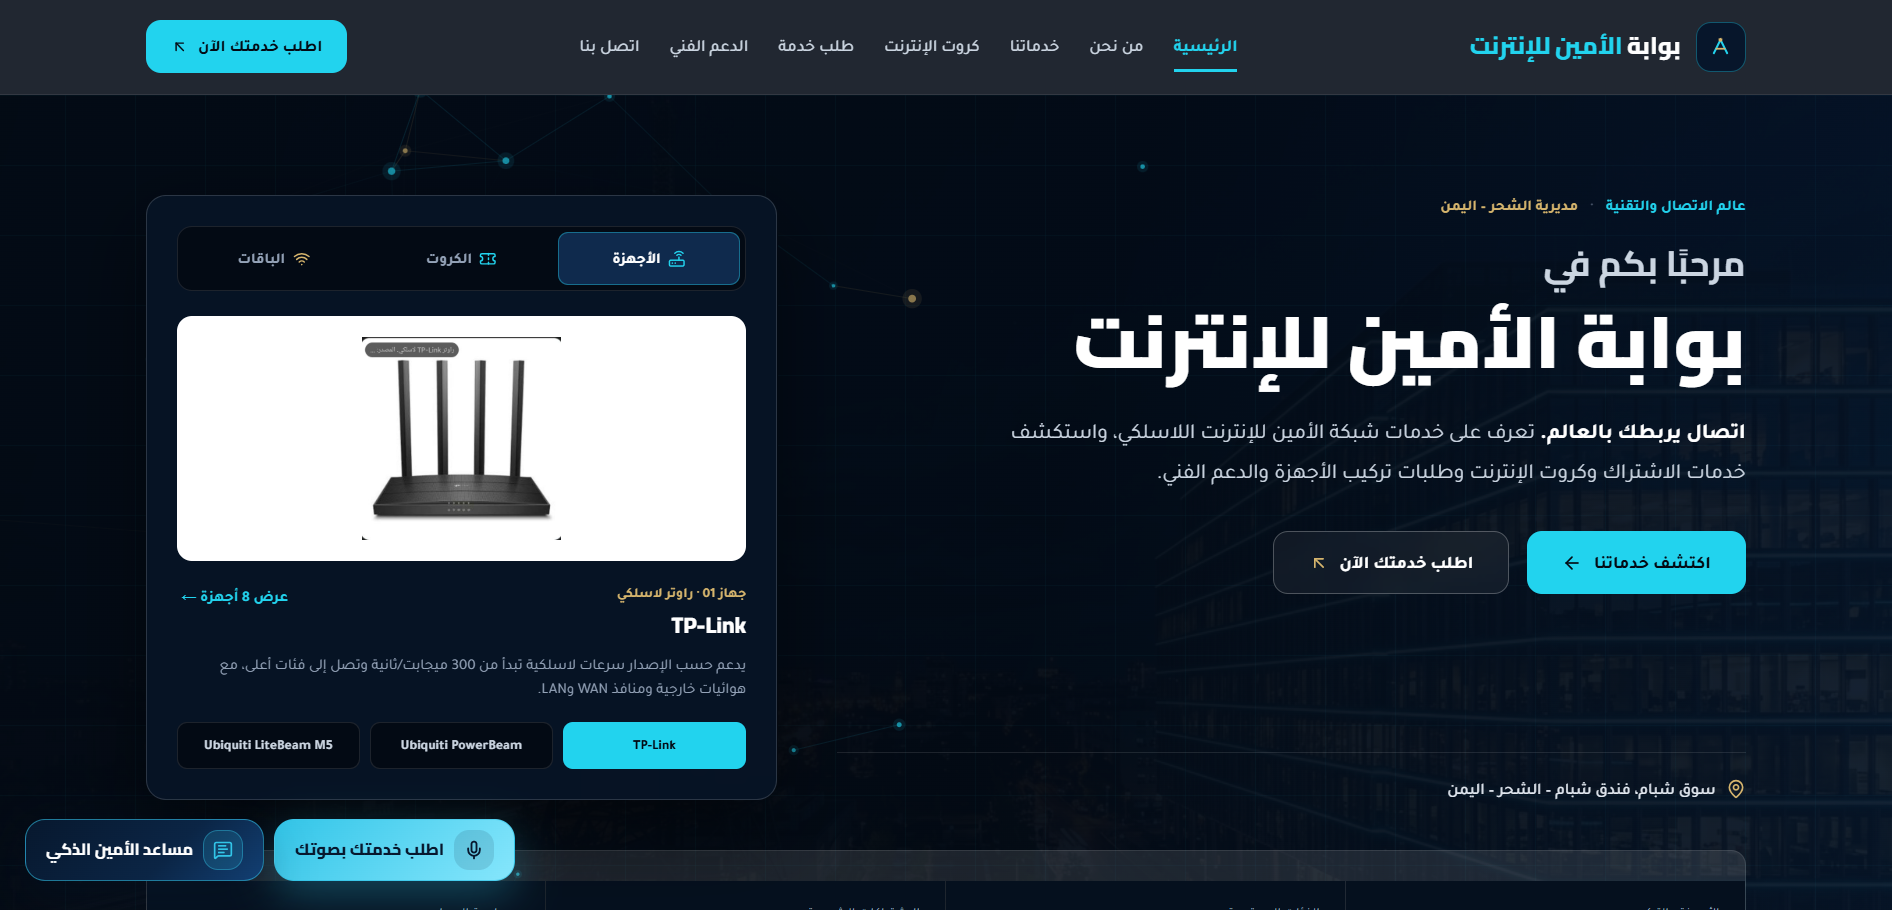 بوابة الأمين للإنترنت
الرئيسية
من نحن
خدماتنا
كروت الإنترنت
طلب خدمة
الدعم الفني
اتصل بنا
اطلب خدمتك الآن
عالم الاتصال والتقنية · مديرية الشحر - اليمن
مرحبًا بكم في
بوابة الأمين للإنترنت
اتصال يربطك بالعالم. تعرف على خدمات شبكة الأمين للإنترنت اللاسلكي، واستكشف
خدمات الاشتراك وكروت الإنترنت وطلبات تركيب الأجهزة والدعم الفني.
اكتشف خدماتنا ←
اطلب خدمتك الآن
سوق شبام، فندق شبام - الشحر - اليمن
الأجهزة
الكروت
الباقات
جهاز 01 · راوتر لاسلكي
عرض 8 أجهزة ←
TP-Link
يدعم حسب الإصدار سرعات لاسلكية تبدأ من 300 ميجابت/ثانية وتصل إلى فئات أعلى، مع
هوائيات خارجية ومنافذ WAN وLAN.
TP-Link
Ubiquiti PowerBeam
Ubiquiti LiteBeam M5
اطلب خدمتك بصوتك
مساعد الأمين الذكي